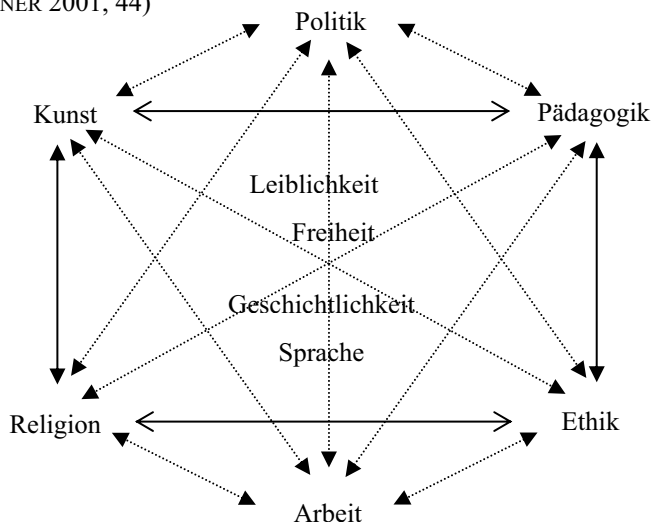 NER 2001, 44)
Politik
Kunst
Pädagogik
Leiblichkeit
Freiheit
Geschichtlichkeit
Sprache
Religion
Ethik
Arbeit